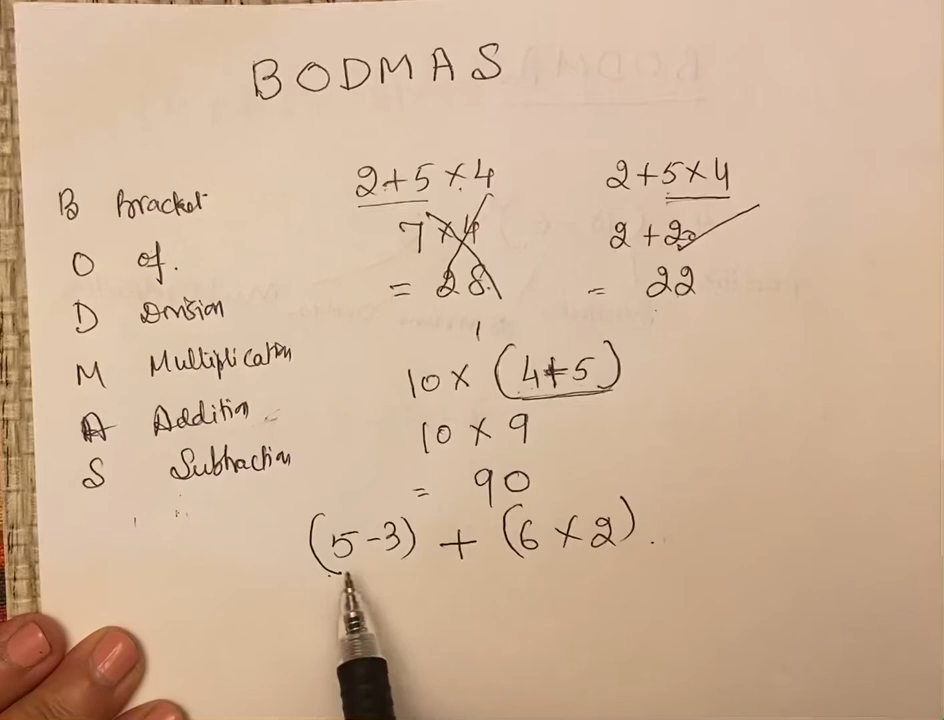 BODMAS
B Bracket
O of.
D Division
M Multiplication
A Addition
S Subtraction
2+5×4
7×4
= 28
2+5×4
2+20
= 22
10×(4+5)
10×9
= 90
(5-3) + (6×2).